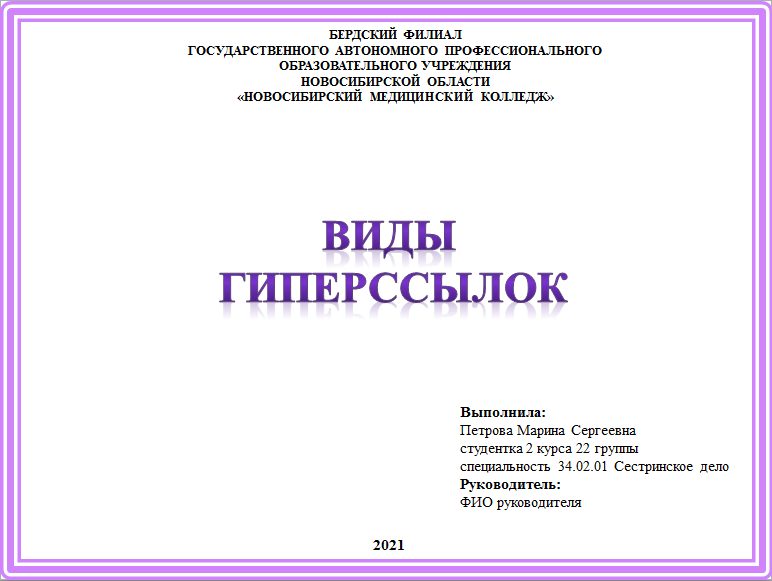 БЕРДСКИЙ ФИЛИАЛ
ГОСУДАРСТВЕННОГО АВТОНОМНОГО ПРОФЕССИОНАЛЬНОГО
ОБРАЗОВАТЕЛЬНОГО УЧРЕЖДЕНИЯ
НОВОСИБИРСКОЙ ОБЛАСТИ
«НОВОСИБИРСКИЙ МЕДИЦИНСКИЙ КОЛЛЕДЖ»
ВИДЫ
ГИПЕРССЫЛОК
Выполнила:
Петрова Марина Сергеевна
студентка 2 курса 22 группы
специальность 34.02.01 Сестринское дело
Руководитель:
ФИО руководителя
2021